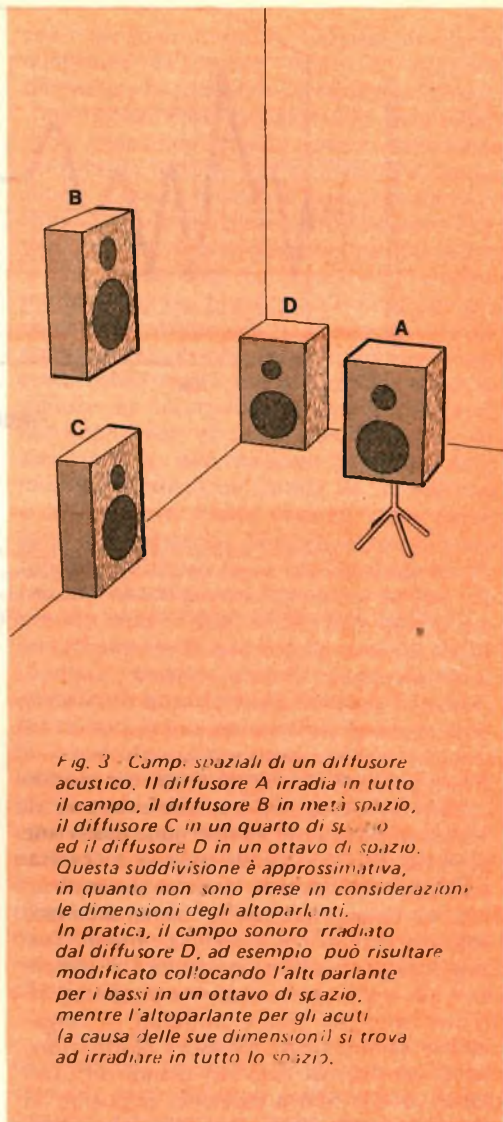 B
D
A
C
Fig. 3 - Campi spaziali di un diffusore
acustico. Il diffusore A irradia in tutto
il campo, il diffusore B in metà spazio,
il diffusore C in un quarto di spazio
ed il diffusore D in un ottavo di spazio.
Questa suddivisione è approssimativa,
in quanto non sono prese in considerazioni
le dimensioni degli altoparlanti.
In pratica, il campo sonoro irradiato
dal diffusore D, ad esempio può risultare
modificato collocando l'altoparlante
per i bassi in un ottavo di spazio,
mentre l'altoparlante per gli acuti
(a causa delle sue dimensioni) si trova
ad irradiare in tutto lo spazio.